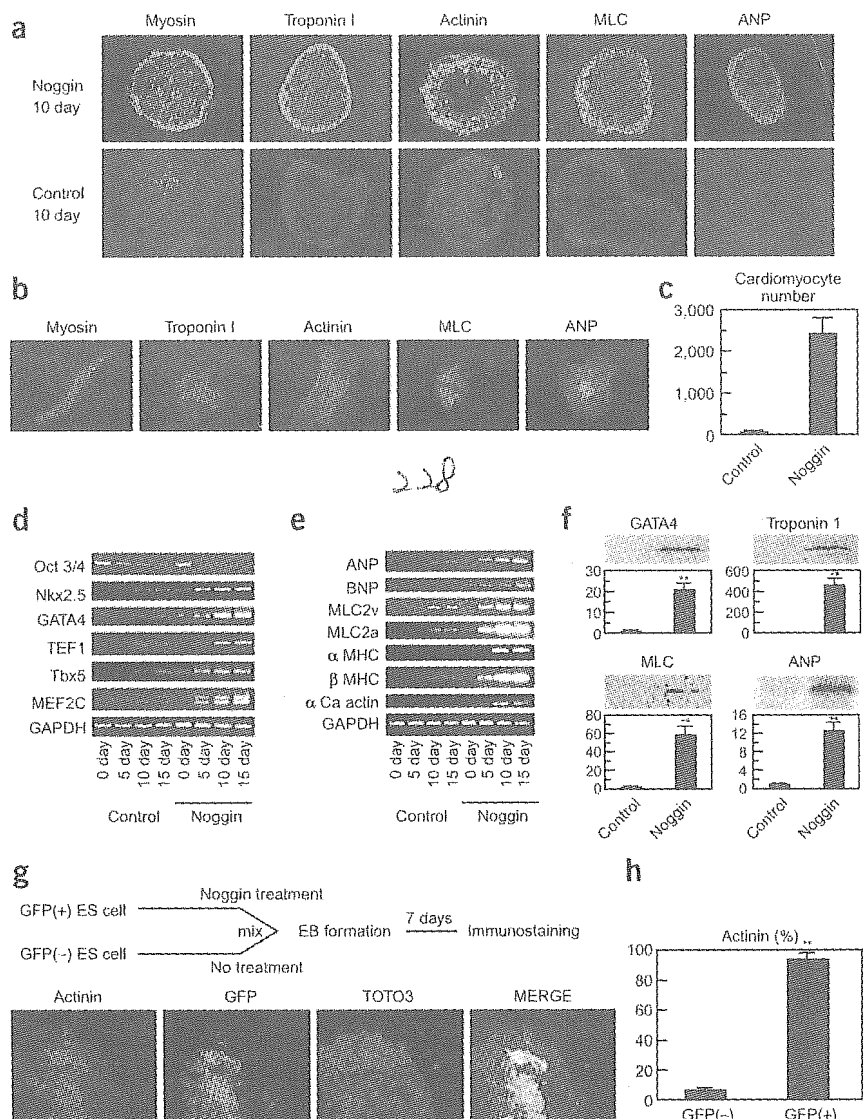 a
Myosin Troponin I Actinin MLC ANP
Noggin
10 day
Control
10 day
b
Myosin Troponin I Actinin MLC ANP
c
Cardiomyocyte
number
3,000
2,000
1,000
0
Control Noggin
228
d
Oct 3/4
Nkx2.5
GATA4
TEF1
Tbx5
MEF2C
GAPDH
0 day 5 day 10 day 15 day 0 day 5 day 10 day 15 day
Control Noggin
e
ANP
BNP
MLC2v
MLC2a
α MHC
β MHC
α Ca actin
GAPDH
0 day 5 day 10 day 15 day 0 day 5 day 10 day 15 day
Control Noggin
f
GATA4
30
20
10
0
**
Troponin 1
600
400
200
0
**
MLC
80
60
40
20
0
**
Control Noggin
ANP
16
12
8
4
0
**
Control Noggin
g
Noggin treatment
GFP(+) ES cell
mix EB formation 7 days Immunostaining
GFP(-) ES cell
No treatment
Actinin GFP TOTO3 MERGE
h
Actinin (%) **
100
80
60
40
20
0
GFP(-) GFP(+)